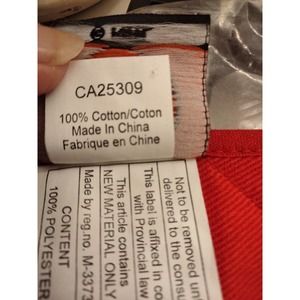 CA25309
100% Cotton/Coton
Made In China
Fabrique en Chine
Not to be removed
delivered to the
This label is affixed in
with Provincial law
This article contains
NEW MATERIAL ONLY
Made by reg.no. M-3373
CONTENT
100% POLYESTER